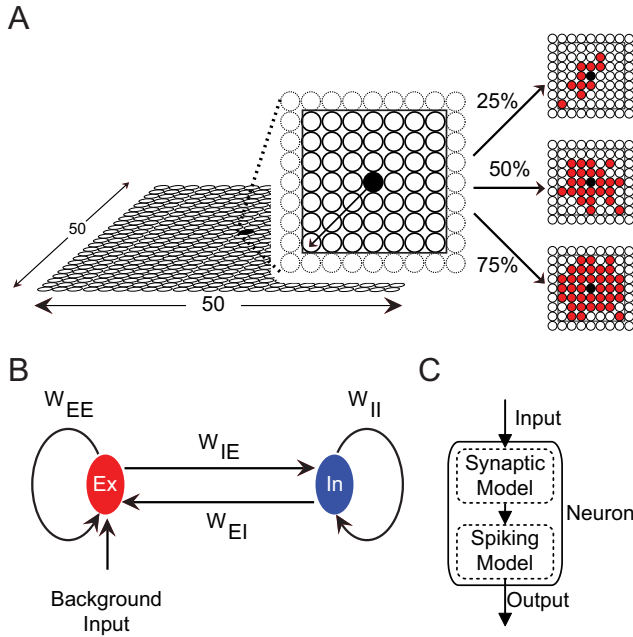 A
25%
50%
75%
50
50
B
W EE
W II
W IE
Ex
In
W EI
Background
Input
C
Input
Synaptic
Model
Spiking
Model
Neuron
Output